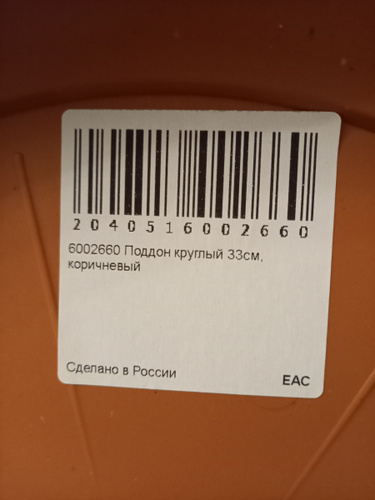 2040516002660
6002660 Поддон круглый 33см,
коричневый
Сделано в России
EAC